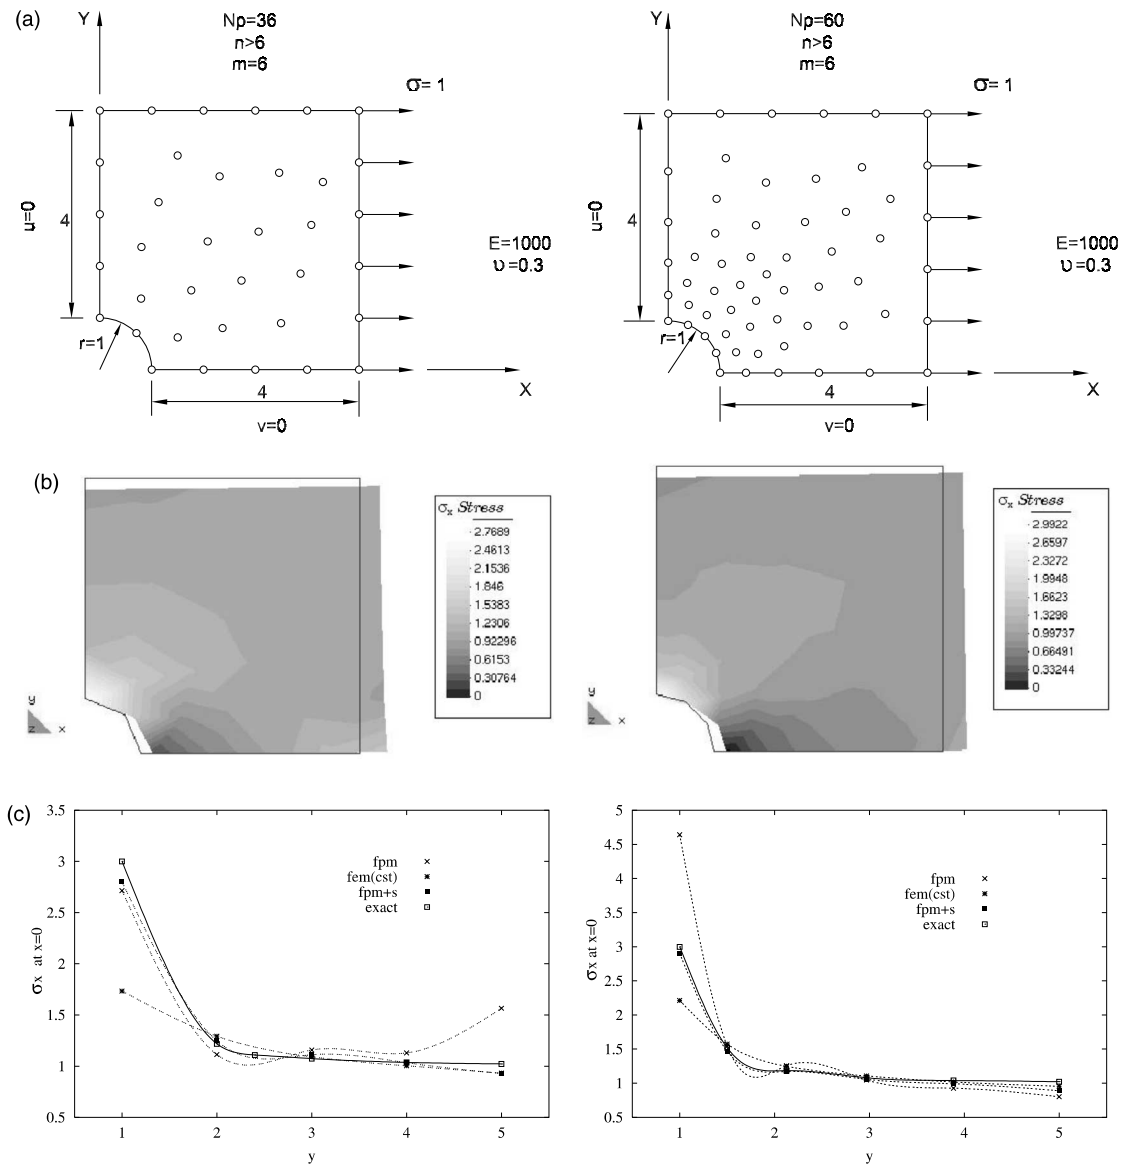 (a)
Y
Np=36
n>6
m=6
σ= 1
u=0
4
E=1000
υ=0.3
r=1
4
X
v=0
Y
Np=60
n>6
m=6
σ= 1
u=0
4
E=1000
υ=0.3
r=1
4
X
v=0
(b)
σx Stress
2.7689
2.4613
2.1536
1.846
1.5383
1.2306
0.92296
0.6153
0.30764
0
y
z x
σx Stress
2.9922
2.6597
2.3272
1.9948
1.6623
1.3298
0.99737
0.66491
0.33244
0
y
z x
(c)
3.5
3
2.5
2
1.5
1
0.5
σx at x=0
fpm
fem(cst)
fpm+s
exact
1 2 3 4 5
y
5
4.5
4
3.5
3
2.5
2
1.5
1
0.5
σx at x=0
fpm
fem(cst)
fpm+s
exact
1 2 3 4 5
y